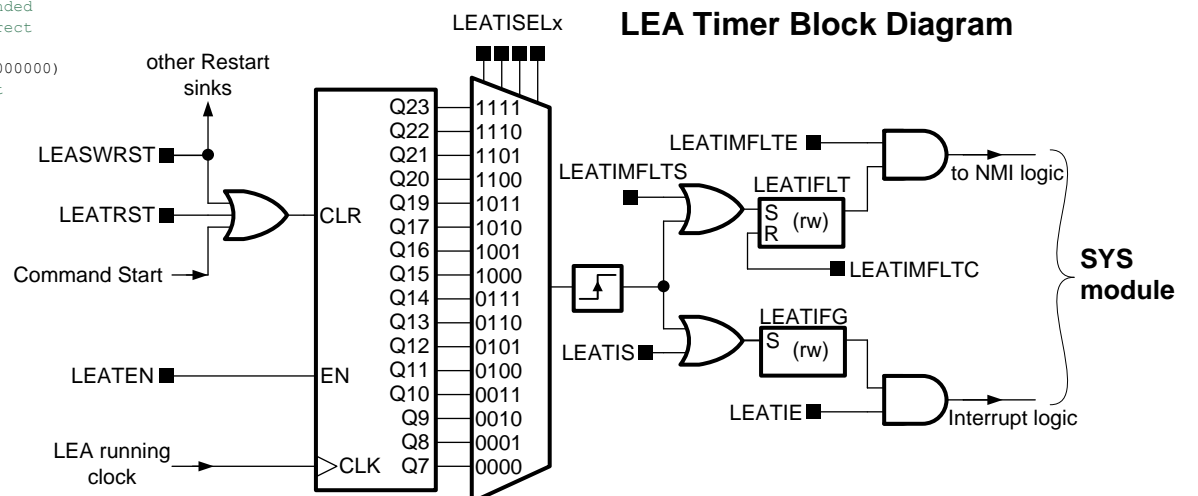 nded
rect
000000)
t
LEA Timer Block Diagram
LEATISELx
other Restart
sinks
LEASWRST
LEATRST
Command Start
LEATEN
LEA running
clock
CLR
EN
CLK
Q23 1111
Q22 1110
Q21 1101
Q20 1100
Q19 1011
Q17 1010
Q16 1001
Q15 1000
Q14 0111
Q13 0110
Q12 0101
Q11 0100
Q10 0011
Q9 0010
Q8 0001
Q7 0000
LEATIMFLTE
LEATIMFLTS
LEATIFLT
S
R
(rw)
LEATIMFLTC
to NMI logic
LEATIFG
S
(rw)
LEATIS
LEATIE
Interrupt logic
SYS
module